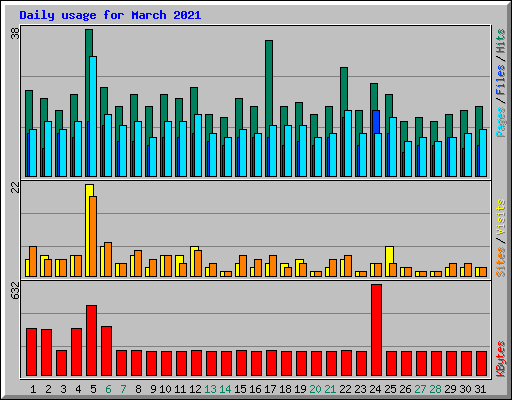 Daily usage for March 2021
38
Pages / Files / Hits
22
Sites / Visits
632
KBytes
1 2 3 4 5 6 7 8 9 10 11 12 13 14 15 16 17 18 19 20 21 22 23 24 25 26 27 28 29 30 31